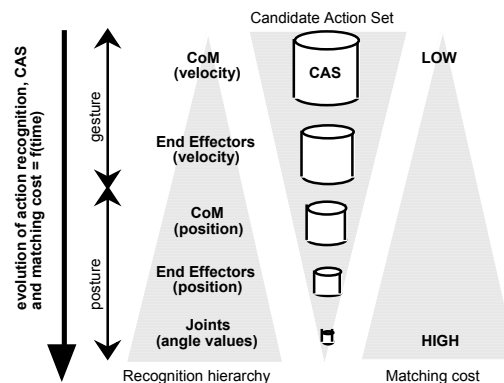 Candidate Action Set
CoM
(velocity)
CAS
LOW
End Effectors
(velocity)
CoM
(position)
End Effectors
(position)
Joints
(angle values)
HIGH
Recognition hierarchy
Matching cost
evolution of action recognition, CAS
and matching cost = f(time)
gesture
posture